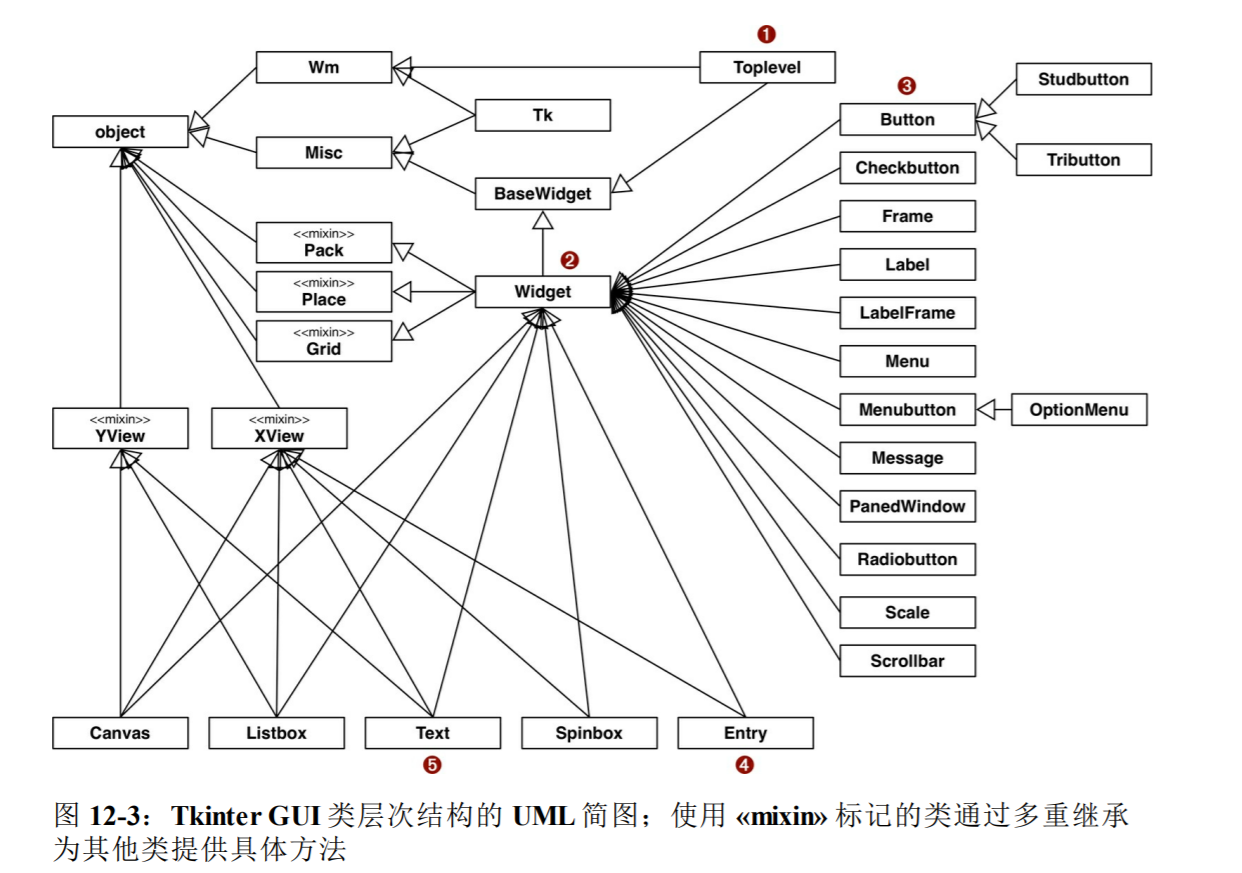 ❶
Wm
Toplevel
Studbutton
❸
Tk
Button
object
Misc
Tributton
Checkbutton
BaseWidget
Frame
<<mixin>>
Pack
❷
Label
<<mixin>>
Place
Widget
LabelFrame
<<mixin>>
Grid
Menu
<<mixin>>
YView
<<mixin>>
XView
Menubutton
OptionMenu
Message
PanedWindow
Radiobutton
Scale
Scrollbar
Canvas
Listbox
Text
Spinbox
Entry
❺
❹
图 12-3：Tkinter GUI 类层次结构的 UML 简图；使用 «mixin» 标记的类通过多重继承
为其他类提供具体方法